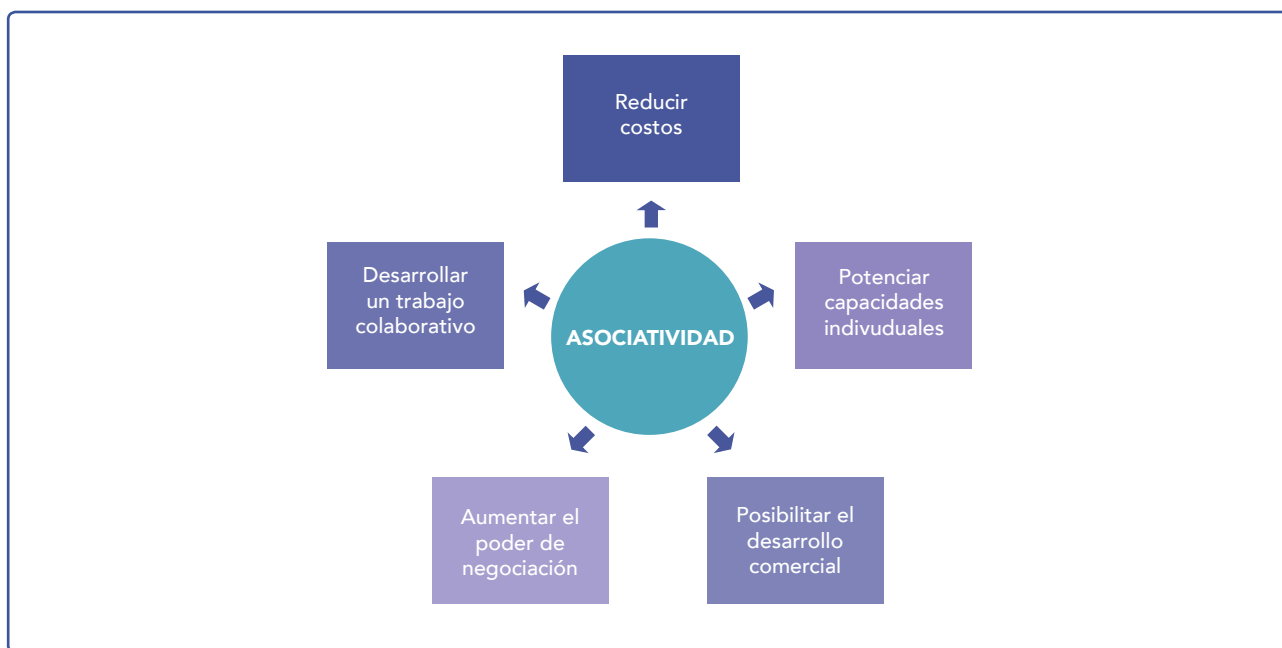 Reducir
costos
Desarrollar
un trabajo
colaborativo
ASOCIATIVIDAD
Potenciar
capacidades
indivuduales
Aumentar el
poder de
negociación
Posibilitar el
desarrollo
comercial